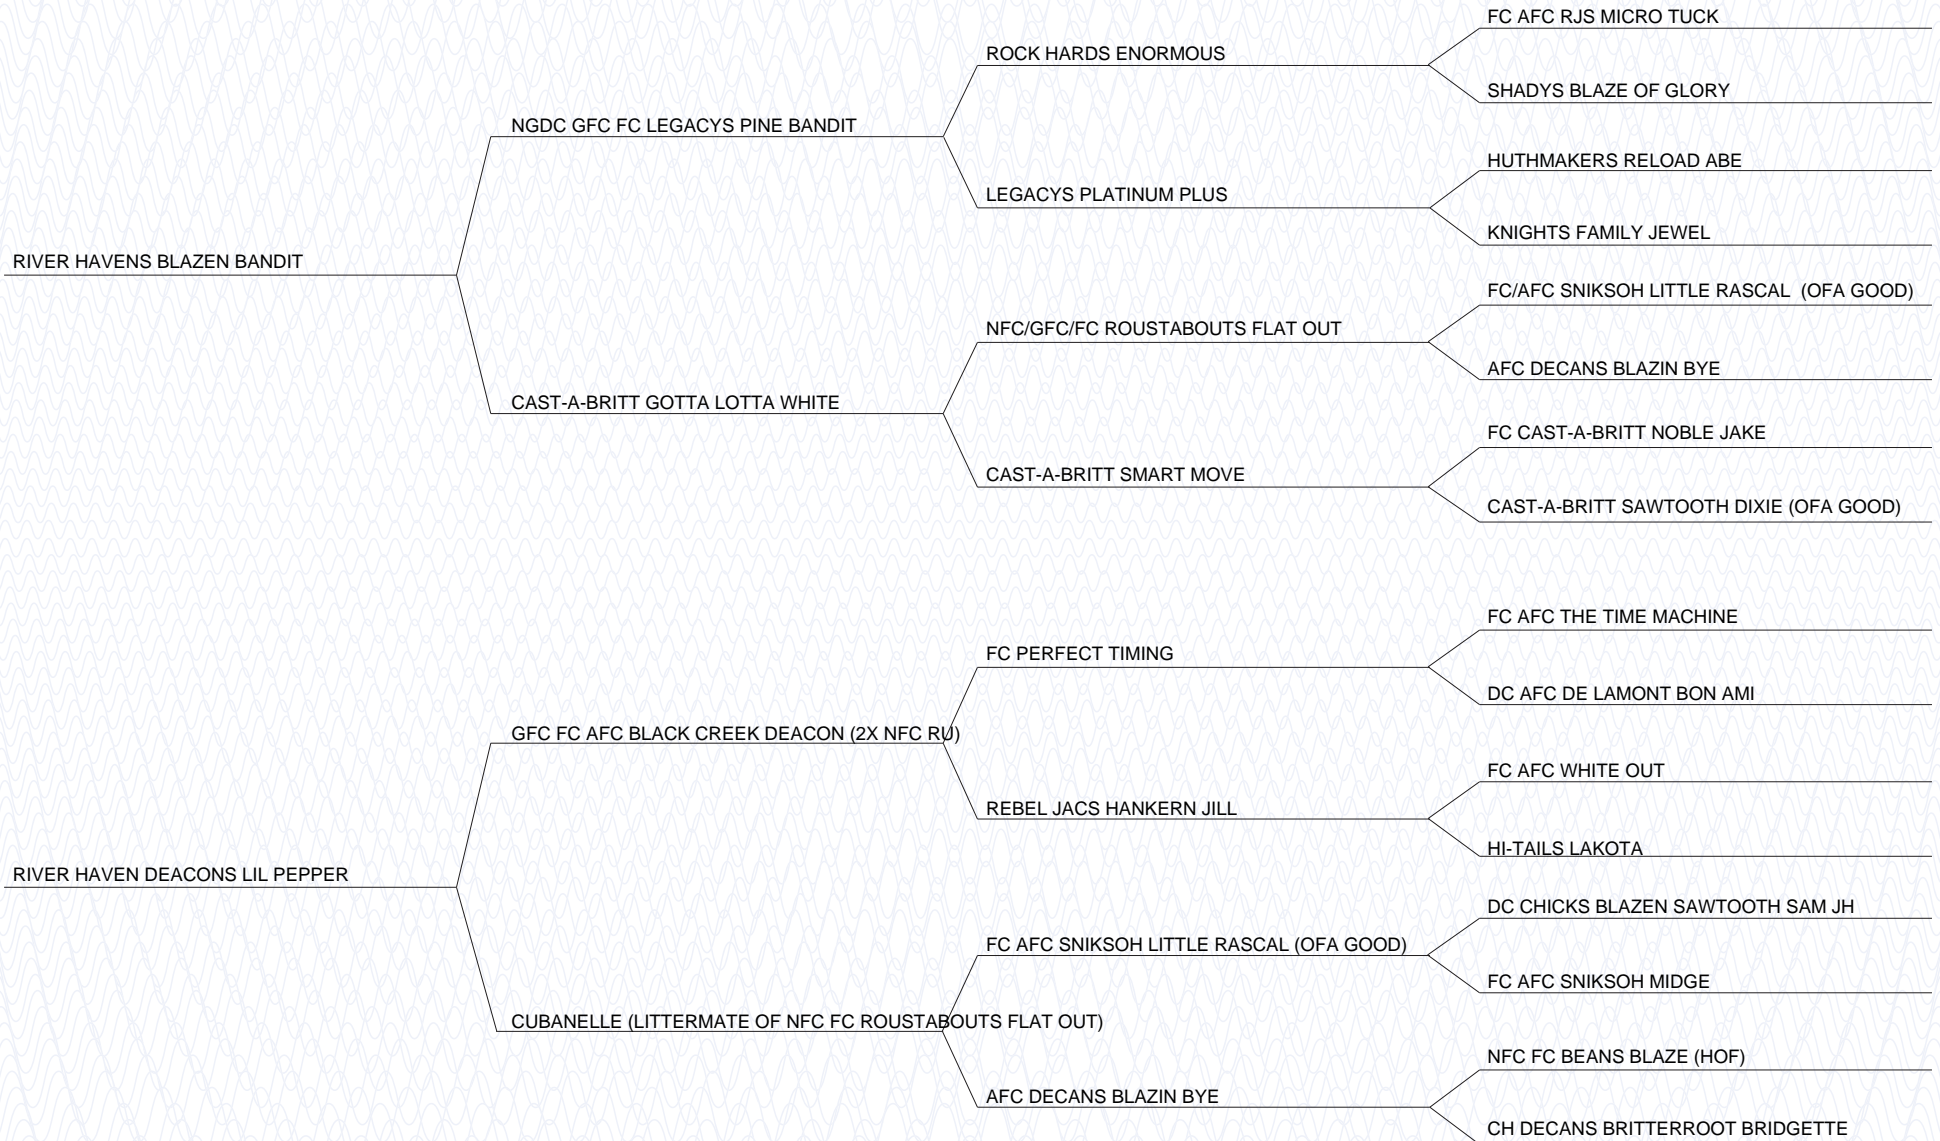 FC AFC RJS MICRO TUCK
ROCK HARDS ENORMOUS
SHADYS BLAZE OF GLORY
NGDC GFC FC LEGACYS PINE BANDIT
HUTHMAKERS RELOAD ABE
LEGACYS PLATINUM PLUS
KNIGHTS FAMILY JEWEL
RIVER HAVENS BLAZEN BANDIT
FC/AFC SNIKSOH LITTLE RASCAL  (OFA GOOD)
NFC/GFC/FC ROUSTABOUTS FLAT OUT
AFC DECANS BLAZIN BYE
CAST-A-BRITT GOTTA LOTTA WHITE
FC CAST-A-BRITT NOBLE JAKE
CAST-A-BRITT SMART MOVE
CAST-A-BRITT SAWTOOTH DIXIE (OFA GOOD)
FC AFC THE TIME MACHINE
FC PERFECT TIMING
DC AFC DE LAMONT BON AMI
GFC FC AFC BLACK CREEK DEACON (2X NFC RU)
FC AFC WHITE OUT
REBEL JACS HANKERN JILL
HI-TAILS LAKOTA
RIVER HAVEN DEACONS LIL PEPPER
DC CHICKS BLAZEN SAWTOOTH SAM JH
FC AFC SNIKSOH LITTLE RASCAL (OFA GOOD)
FC AFC SNIKSOH MIDGE
CUBANELLE (LITTERMATE OF NFC FC ROUSTABOUTS FLAT OUT)
NFC FC BEANS BLAZE (HOF)
AFC DECANS BLAZIN BYE
CH DECANS BRITTERROOT BRIDGETTE